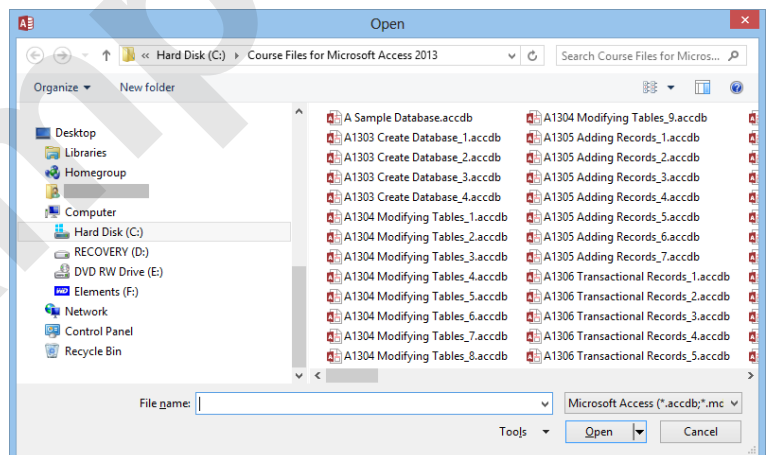 Open
« Hard Disk (C:) Course Files for Microsoft Access 2013
Search Course Files for Micros...
Organize
New folder
Desktop
Libraries
Homegroup
Computer
Hard Disk (C:)
RECOVERY (D:)
DVD RW Drive (E:)
Elements (F:)
Network
Control Panel
Recycle Bin
A Sample Database.accdb
A1303 Create Database_1.accdb
A1303 Create Database_2.accdb
A1303 Create Database_3.accdb
A1303 Create Database_4.accdb
A1304 Modifying Tables_1.accdb
A1304 Modifying Tables_2.accdb
A1304 Modifying Tables_3.accdb
A1304 Modifying Tables_4.accdb
A1304 Modifying Tables_5.accdb
A1304 Modifying Tables_6.accdb
A1304 Modifying Tables_7.accdb
A1304 Modifying Tables_8.accdb
A1304 Modifying Tables_9.accdb
A1305 Adding Records_1.accdb
A1305 Adding Records_2.accdb
A1305 Adding Records_3.accdb
A1305 Adding Records_4.accdb
A1305 Adding Records_5.accdb
A1305 Adding Records_6.accdb
A1305 Adding Records_7.accdb
A1306 Transactional Records_1.accdb
A1306 Transactional Records_2.accdb
A1306 Transactional Records_3.accdb
A1306 Transactional Records_4.accdb
A1306 Transactional Records_5.accdb
File name:
Microsoft Access (*.accdb;*.mc
Tools
Open
Cancel